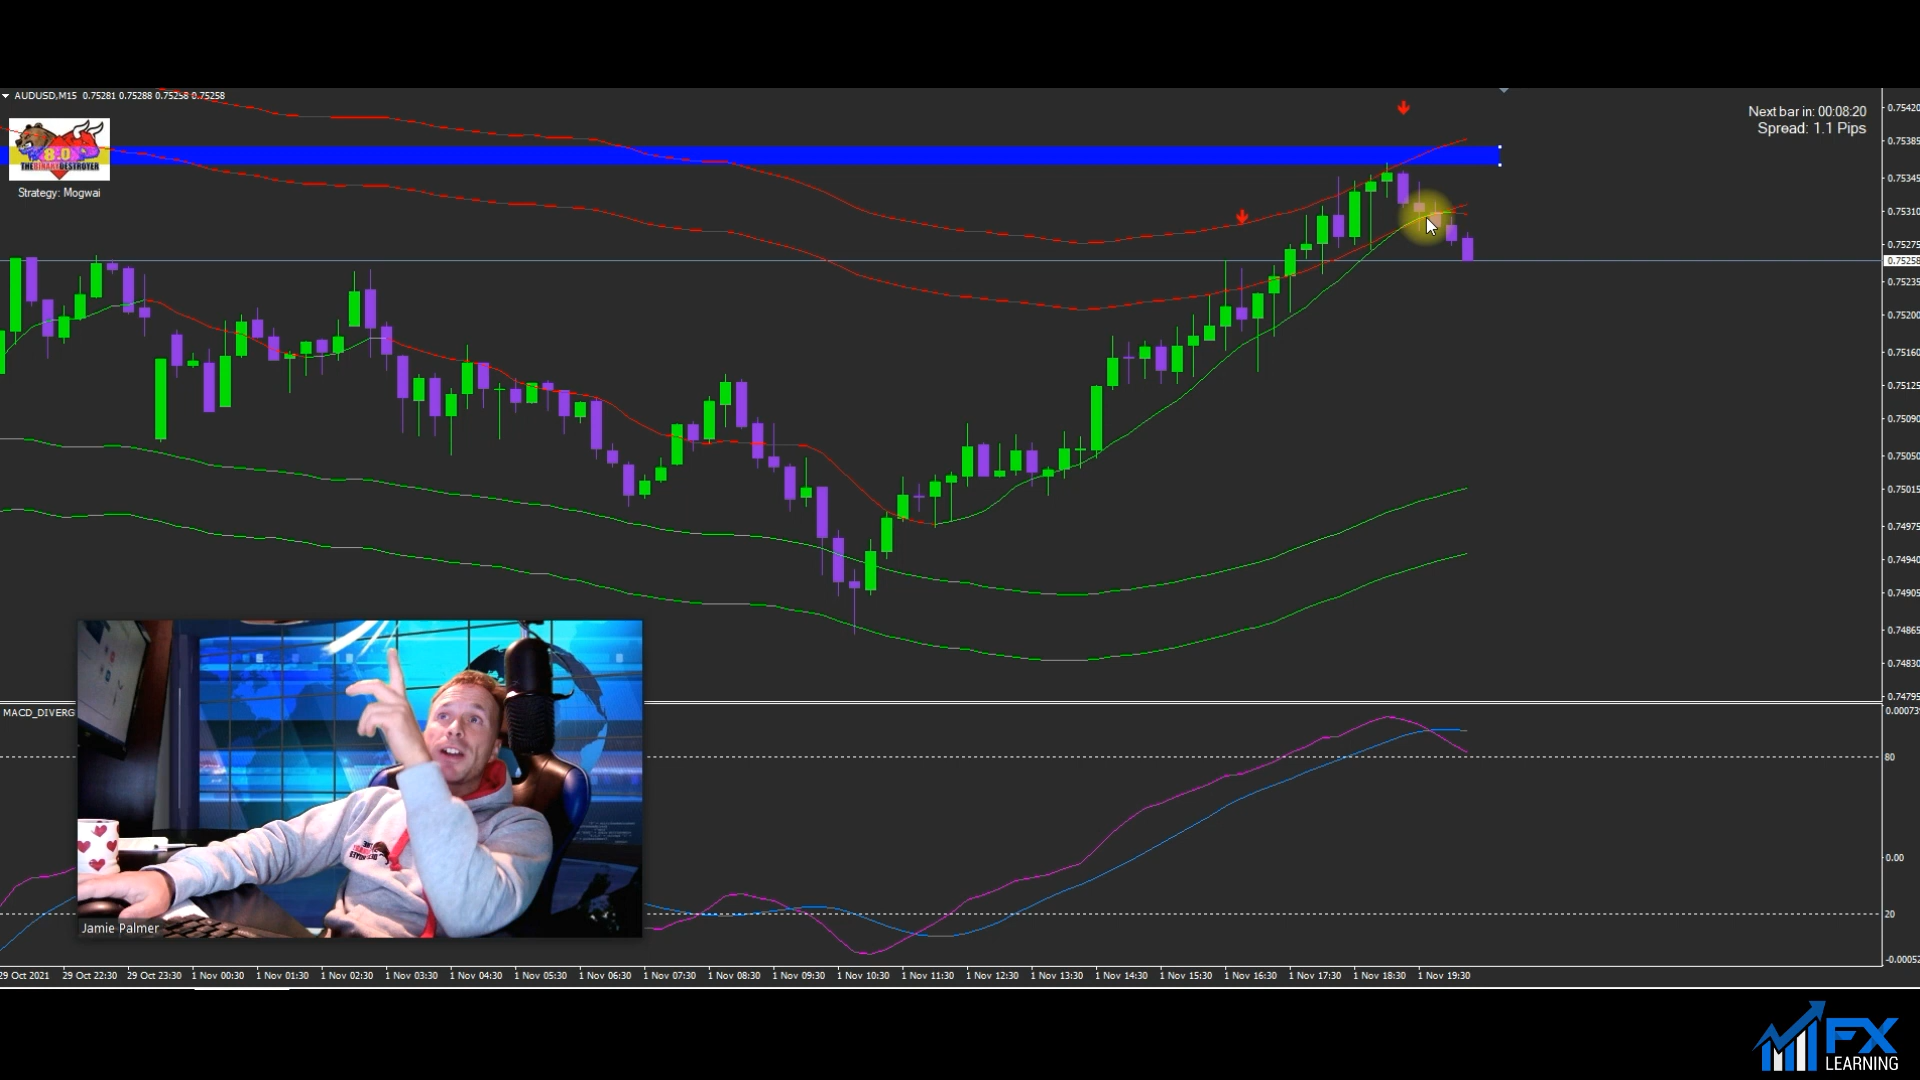 AUDUSD,M15 0.75281 0.75288 0.75258 0.75258
8.0
THEBINARYDESTROYER
Strategy: Mogwai
Next bar in: 00:08:20
Spread: 1.1 Pips
0.75420
0.75385
0.75345
0.75310
0.75275
0.75258
0.75235
0.75200
0.75160
0.75125
0.75090
0.75050
0.75015
0.74975
0.74940
0.74905
0.74865
0.74830
0.74795
MACD_DIVERG
0.00073
80
0.00
20
-0.00052
Jamie Palmer
29 Oct 2021 29 Oct 22:30 29 Oct 23:30 1 Nov 00:30 1 Nov 01:30 1 Nov 02:30 1 Nov 03:30 1 Nov 04:30 1 Nov 05:30 1 Nov 06:30 1 Nov 07:30 1 Nov 08:30 1 Nov 09:30 1 Nov 10:30 1 Nov 11:30 1 Nov 12:30 1 Nov 13:30 1 Nov 14:30 1 Nov 15:30 1 Nov 16:30 1 Nov 17:30 1 Nov 18:30 1 Nov 19:30
FX
LEARNING